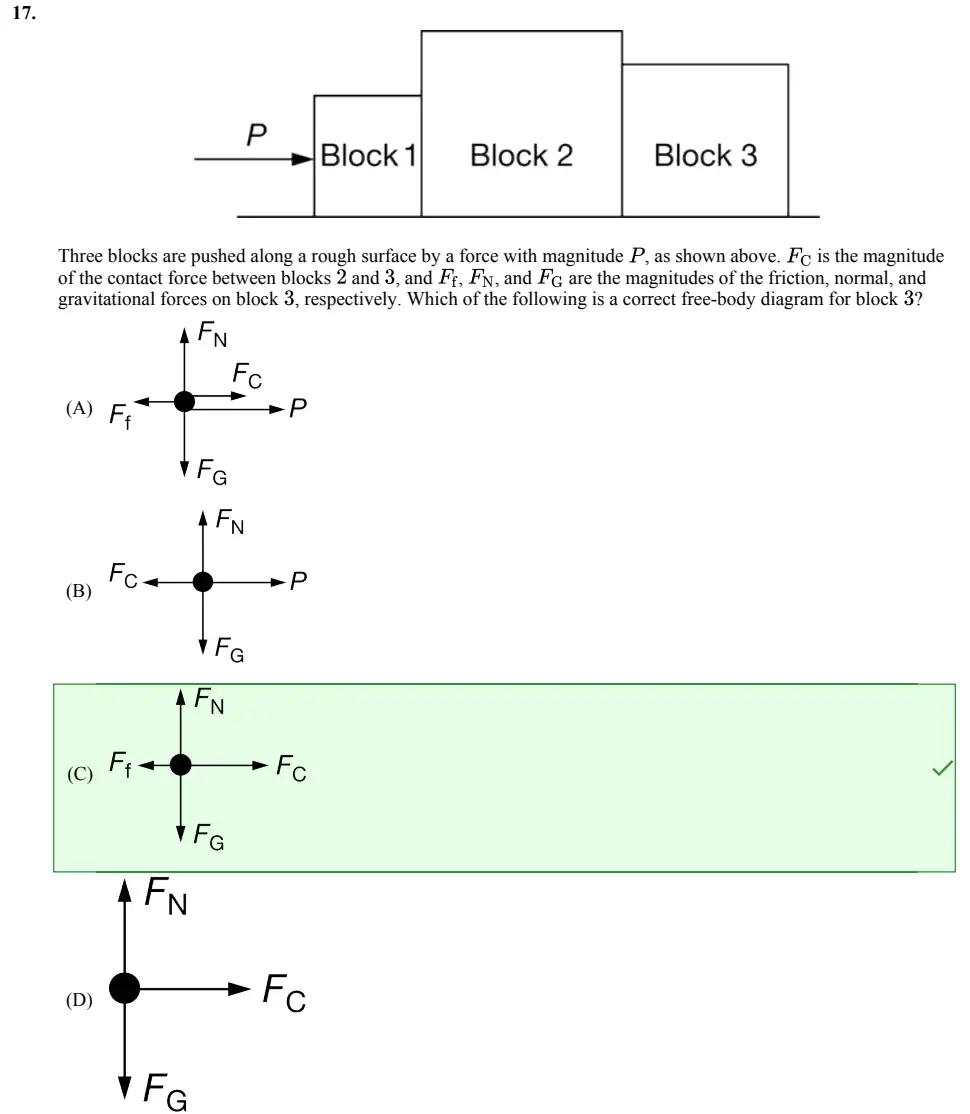 17.
P
Block 1
Block 2
Block 3
Three blocks are pushed along a rough surface by a force with magnitude P, as shown above. F_C is the magnitude
of the contact force between blocks 2 and 3, and F_f, F_N, and F_G are the magnitudes of the friction, normal, and
gravitational forces on block 3, respectively. Which of the following is a correct free-body diagram for block 3?
F_N
F_C
(A) F_f P
F_G
F_N
F_C P
(B)
F_G
F_N
(C) F_f F_C
F_G
F_N
(D) F_C
F_G